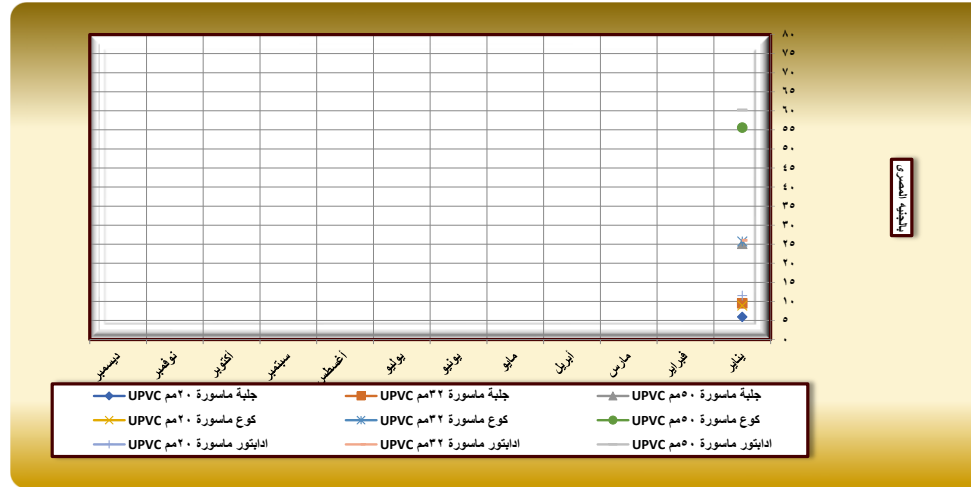 ٨٠
٧٥
٧٠
٦٥
٦٠
٥٥
٥٠
٤٥
٤٠
٣٥
٣٠
٢٥
٢٠
١٥
١٠
٥
٠
بالجنيه المصرى
يناير
فبراير
مارس
أبريل
مايو
يونيو
يوليو
أغسطس
سبتمبر
أكتوبر
نوفمبر
ديسمبر
جلبة ماسورة ٥٠مم UPVC جلبة ماسورة ٣٢مم UPVC جلبة ماسورة ٢٠مم UPVC
كوع ماسورة ٥٠مم UPVC كوع ماسورة ٣٢مم UPVC كوع ماسورة ٢٠مم UPVC
ادابتور ماسورة ٥٠مم UPVC ادابتور ماسورة ٣٢مم UPVC ادابتور ماسورة ٢٠مم UPVC